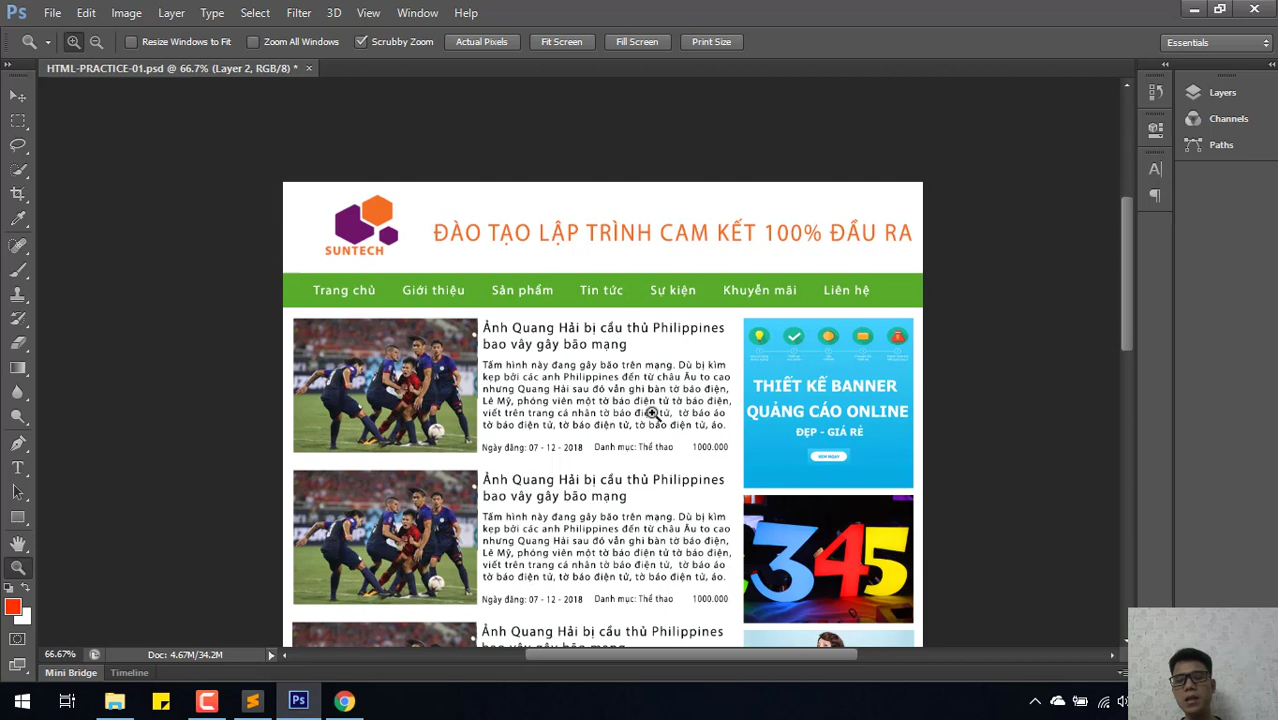 File Edit Image Layer Type Select Filter 3D View Window Help
Resize Windows to Fit Zoom All Windows Scrubby Zoom Actual Pixels Fit Screen Fill Screen Print Size Essentials
HTML-PRACTICE-01.psd @ 66.7% (Layer 2, RGB/8) *
Layers
Channels
Paths
SUNTECH
ĐÀO TẠO LẬP TRÌNH CAM KẾT 100% ĐẦU RA
Trang chủ Giới thiệu Sản phẩm Tin tức Sự kiện Khuyến mãi Liên hệ
Ảnh Quang Hải bị cầu thủ Philippines
bao vây gây bão mạng
Tấm hình này đang gây bão trên mạng. Dù bị kìm
kẹp bởi các anh Philippines đến từ châu Âu to cao
nhưng Quang Hải sau đó vẫn ghi bàn tờ báo điện,
Lê Mỹ, phóng viên một tờ báo điện tử tờ báo điện,
viết trên trang cá nhân tờ báo điện tử, tờ báo áo
tờ báo điện tử, tờ báo điện tử, tờ báo điện tử, áo.
Ngày đăng: 07 - 12 - 2018 Danh mục: Thể thao 1000.000
THIẾT KẾ BANNER
QUẢNG CÁO ONLINE
ĐẸP - GIÁ RẺ
XEM NGAY
Ảnh Quang Hải bị cầu thủ Philippines
bao vây gây bão mạng
Tấm hình này đang gây bão trên mạng. Dù bị kìm
kẹp bởi các anh Philippines đến từ châu Âu to cao
nhưng Quang Hải sau đó vẫn ghi bàn tờ báo điện,
Lê Mỹ, phóng viên một tờ báo điện tử tờ báo điện,
viết trên trang cá nhân tờ báo điện tử, tờ báo áo
tờ báo điện tử, tờ báo điện tử, tờ báo điện tử, áo.
Ngày đăng: 07 - 12 - 2018 Danh mục: Thể thao 1000.000
345
Ảnh Quang Hải bị cầu thủ Philippines
bao vây gây bão mạng
66.67% Doc: 4.67M/34.2M
Mini Bridge Timeline